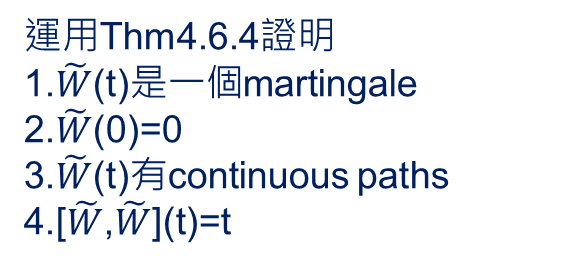 運用Thm4.6.4證明
1.W̃(t)是一個martingale
2.W̃(0)=0
3.W̃(t)有continuous paths
4.[W̃,W̃](t)=t